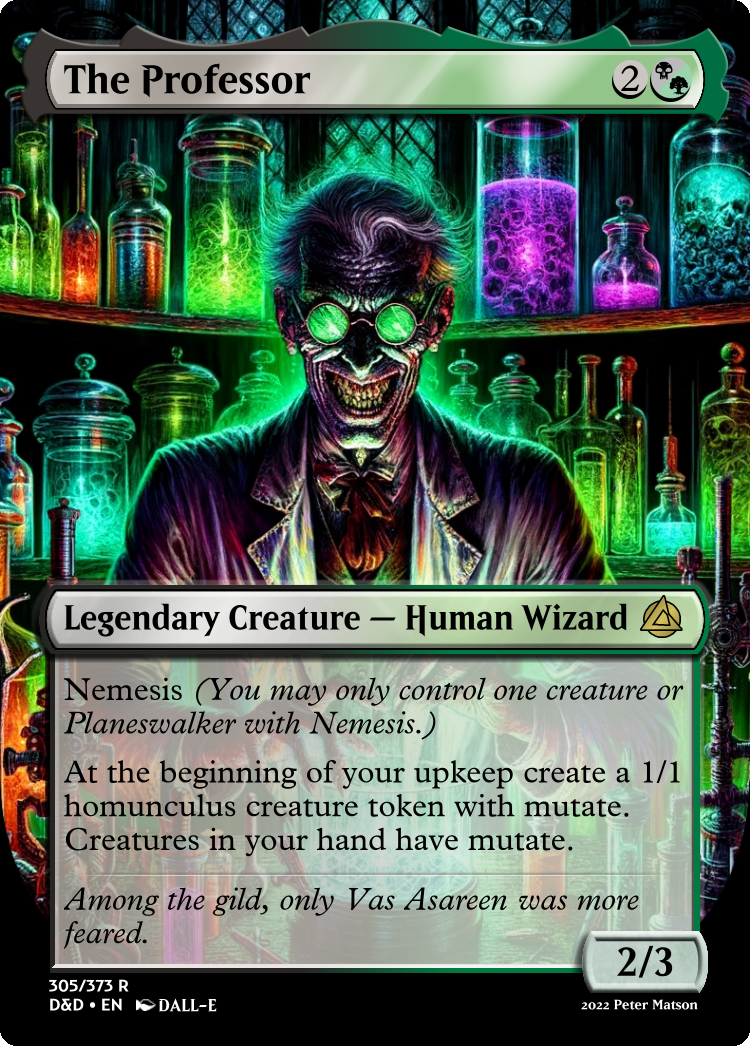 The Professor 2
Legendary Creature — Human Wizard
Nemesis (You may only control one creature or
Planeswalker with Nemesis.)
At the beginning of your upkeep create a 1/1
homunculus creature token with mutate.
Creatures in your hand have mutate.
Among the gild, only Vas Asareen was more
feared.
2/3
305/373 R
D&D • EN DALL-E
2022 Peter Matson